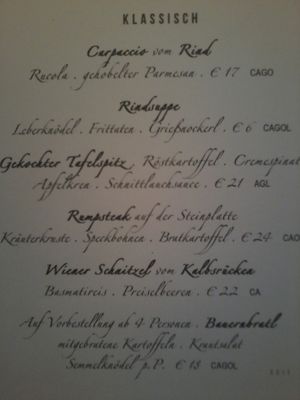 KLASSISCH
Carpaccio vom Rind
Rucola . gehobelter Parmesan . € 17 CAGO
Rindsuppe
Leberknödel . Frittaten . Grießnockerl . € 6 CAGOL
Gekochter Tafelspitz . Röstkartoffel . Cremespinat
Apfelkren . Schnittlauchsauce . € 21 AGL
Rumpsteak auf der Steinplatte
Kräuterkruste . Speckbohnen . Bratkartoffel . € 24
Wiener Schnitzel vom Kalbsrücken
Basmatireis . Preiselbeeren . € 22 CA
Auf Vorbestellung ab 4 Personen . Bauernbratl
mitgebratene Kartoffeln . Krautsalat
Semmelknödel p.P. € 18 CAGOL